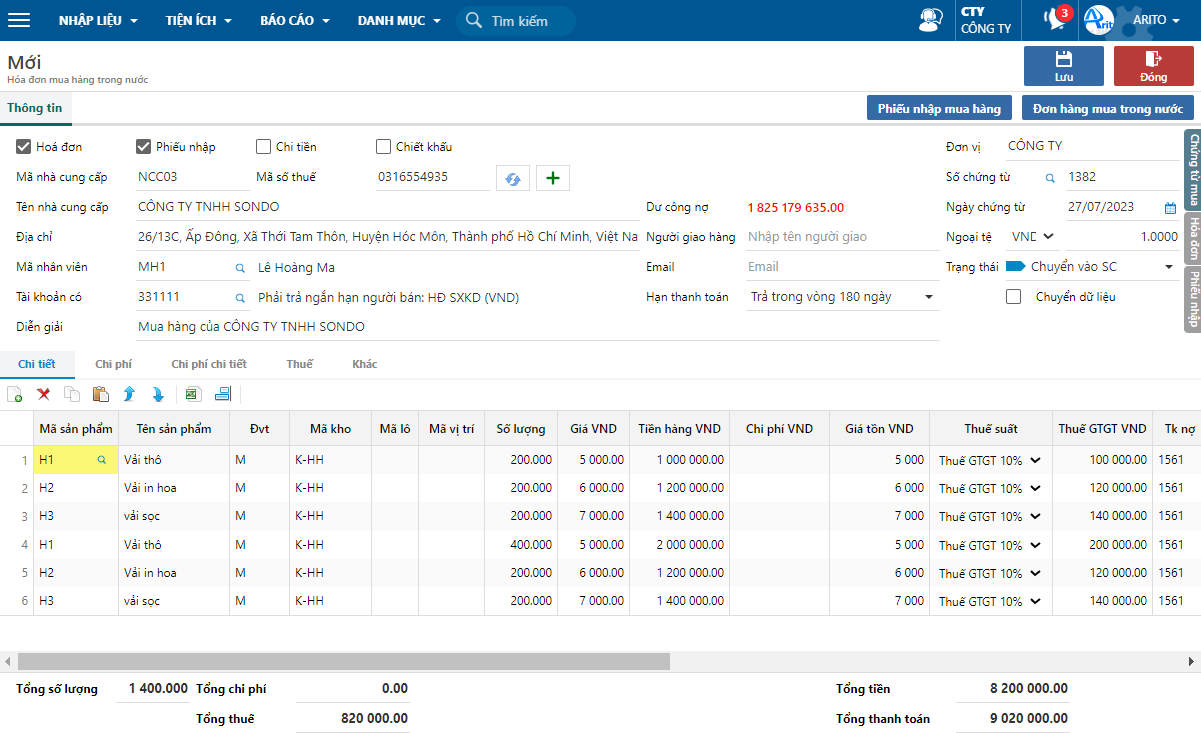 NHẬP LIỆU TIỆN ÍCH BÁO CÁO DANH MỤC Tìm kiếm CTY CÔNG TY 3 Arit ARITO
Mới
Hóa đơn mua hàng trong nước
Lưu Đóng
Thông tin Phiếu nhập mua hàng Đơn hàng mua trong nước
Hoá đơn Phiếu nhập Chi tiền Chiết khấu Đơn vị CÔNG TY
Mã nhà cung cấp NCC03 Mã số thuế 0316554935 Số chứng từ 1382
Tên nhà cung cấp CÔNG TY TNHH SONDO Dư công nợ 1 825 179 635.00 Ngày chứng từ 27/07/2023
Địa chỉ 26/13C, Ấp Đông, Xã Thới Tam Thôn, Huyện Hóc Môn, Thành phố Hồ Chí Minh, Việt Na Người giao hàng Nhập tên người giao Ngoại tệ VND 1.0000
Mã nhân viên MH1 Lê Hoàng Ma Email Email Trạng thái Chuyển vào SC
Tài khoản có 331111 Phải trả ngắn hạn người bán: HĐ SXKD (VND) Hạn thanh toán Trả trong vòng 180 ngày Chuyển dữ liệu
Diễn giải Mua hàng của CÔNG TY TNHH SONDO
Chứng từ mua
Hóa đơn
Phiếu nhập
Chi tiết Chi phí Chi phí chi tiết Thuế Khác
Mã sản phẩm Tên sản phẩm Đvt Mã kho Mã lô Mã vị trí Số lượng Giá VND Tiền hàng VND Chi phí VND Giá tồn VND Thuế suất Thuế GTGT VND Tk nợ
1 H1 Vải thô M K-HH 200.000 5 000.00 1 000 000.00 5 000 Thuế GTGT 10% 100 000.00 1561
2 H2 Vải in hoa M K-HH 200.000 6 000.00 1 200 000.00 6 000 Thuế GTGT 10% 120 000.00 1561
3 H3 vải sọc M K-HH 200.000 7 000.00 1 400 000.00 7 000 Thuế GTGT 10% 140 000.00 1561
4 H1 Vải thô M K-HH 400.000 5 000.00 2 000 000.00 5 000 Thuế GTGT 10% 200 000.00 1561
5 H2 Vải in hoa M K-HH 200.000 6 000.00 1 200 000.00 6 000 Thuế GTGT 10% 120 000.00 1561
6 H3 vải sọc M K-HH 200.000 7 000.00 1 400 000.00 7 000 Thuế GTGT 10% 140 000.00 1561
Tổng số lượng 1 400.000 Tổng chi phí 0.00 Tổng tiền 8 200 000.00
Tổng thuế 820 000.00 Tổng thanh toán 9 020 000.00